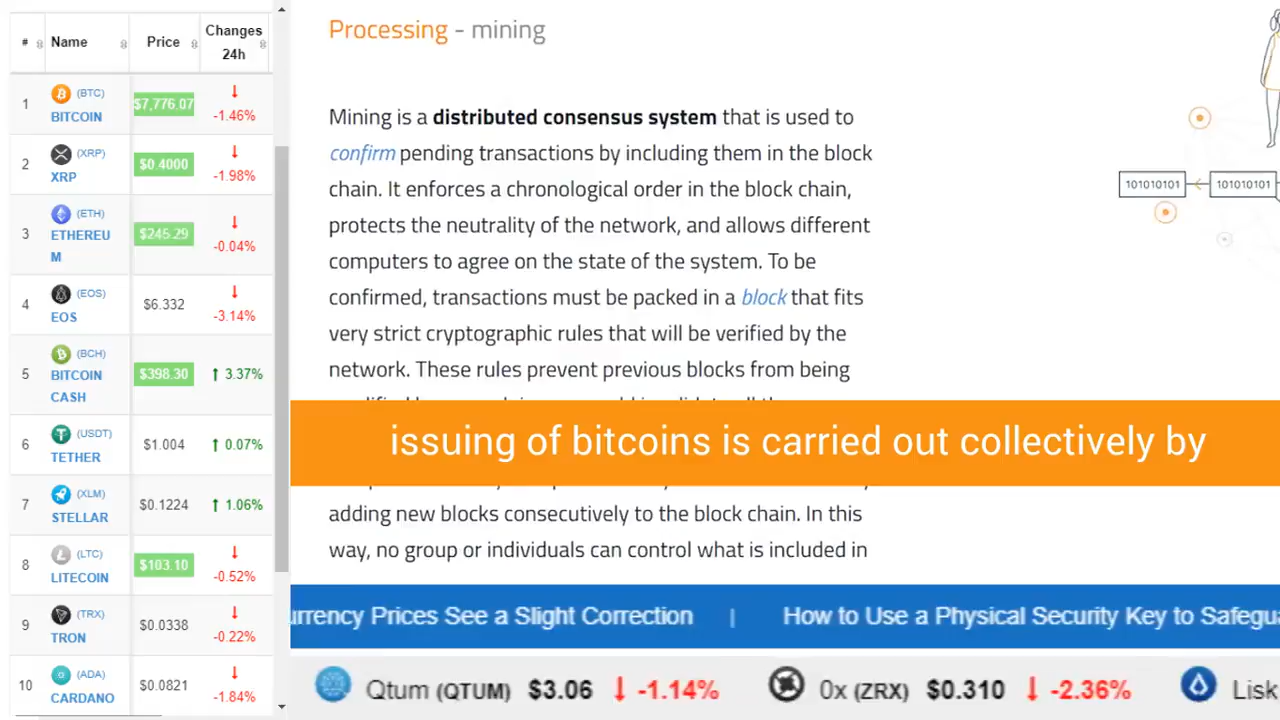 # Name Price Changes 24h
1 (BTC) BITCOIN $7,776.07 ↓ -1.46%
2 (XRP) XRP $0.4000 ↓ -1.98%
3 (ETH) ETHEREU M $245.29 ↓ -0.04%
4 (EOS) EOS $6.332 ↓ -3.14%
5 (BCH) BITCOIN CASH $398.30 ↑ 3.37%
6 (USDT) TETHER $1.004 ↑ 0.07%
7 (XLM) STELLAR $0.1224 ↑ 1.06%
8 (LTC) LITECOIN $103.10 ↓ -0.52%
9 (TRX) TRON $0.0338 ↓ -0.22%
10 (ADA) CARDANO $0.0821 ↓ -1.84%
Processing - mining
Mining is a distributed consensus system that is used to
confirm pending transactions by including them in the block
chain. It enforces a chronological order in the block chain,
protects the neutrality of the network, and allows different
computers to agree on the state of the system. To be
confirmed, transactions must be packed in a block that fits
very strict cryptographic rules that will be verified by the
network. These rules prevent previous blocks from being
issuing of bitcoins is carried out collectively by
adding new blocks consecutively to the block chain. In this
way, no group or individuals can control what is included in
101010101 101010101
urrency Prices See a Slight Correction | How to Use a Physical Security Key to Safegua
Qtum (QTUM) $3.06 ↓ -1.14% 0x (ZRX) $0.310 ↓ -2.36% Lisk